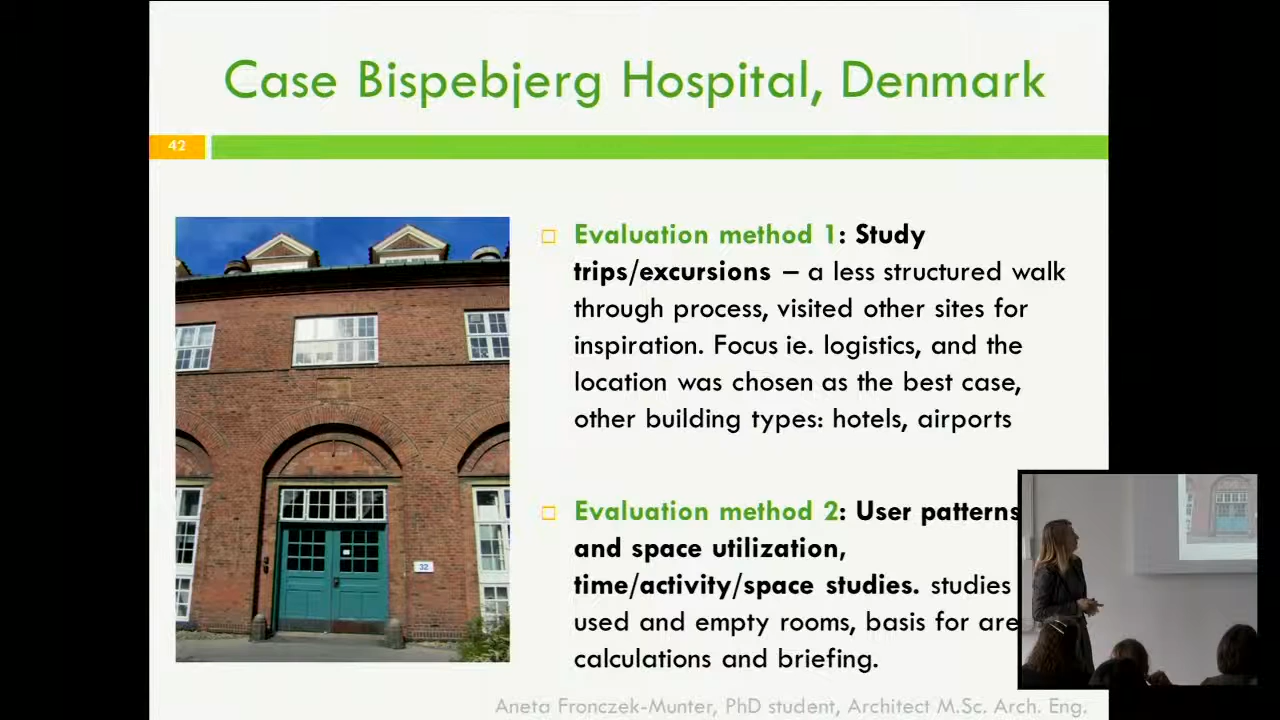 Case Bispebjerg Hospital, Denmark
42
Evaluation method 1: Study
trips/excursions – a less structured walk
through process, visited other sites for
inspiration. Focus ie. logistics, and the
location was chosen as the best case,
other building types: hotels, airports
Evaluation method 2: User patterns
and space utilization,
time/activity/space studies. studies
used and empty rooms, basis for are
calculations and briefing.
32
Aneta Fronczek-Munter, PhD student, Architect M.Sc. Arch. Eng.